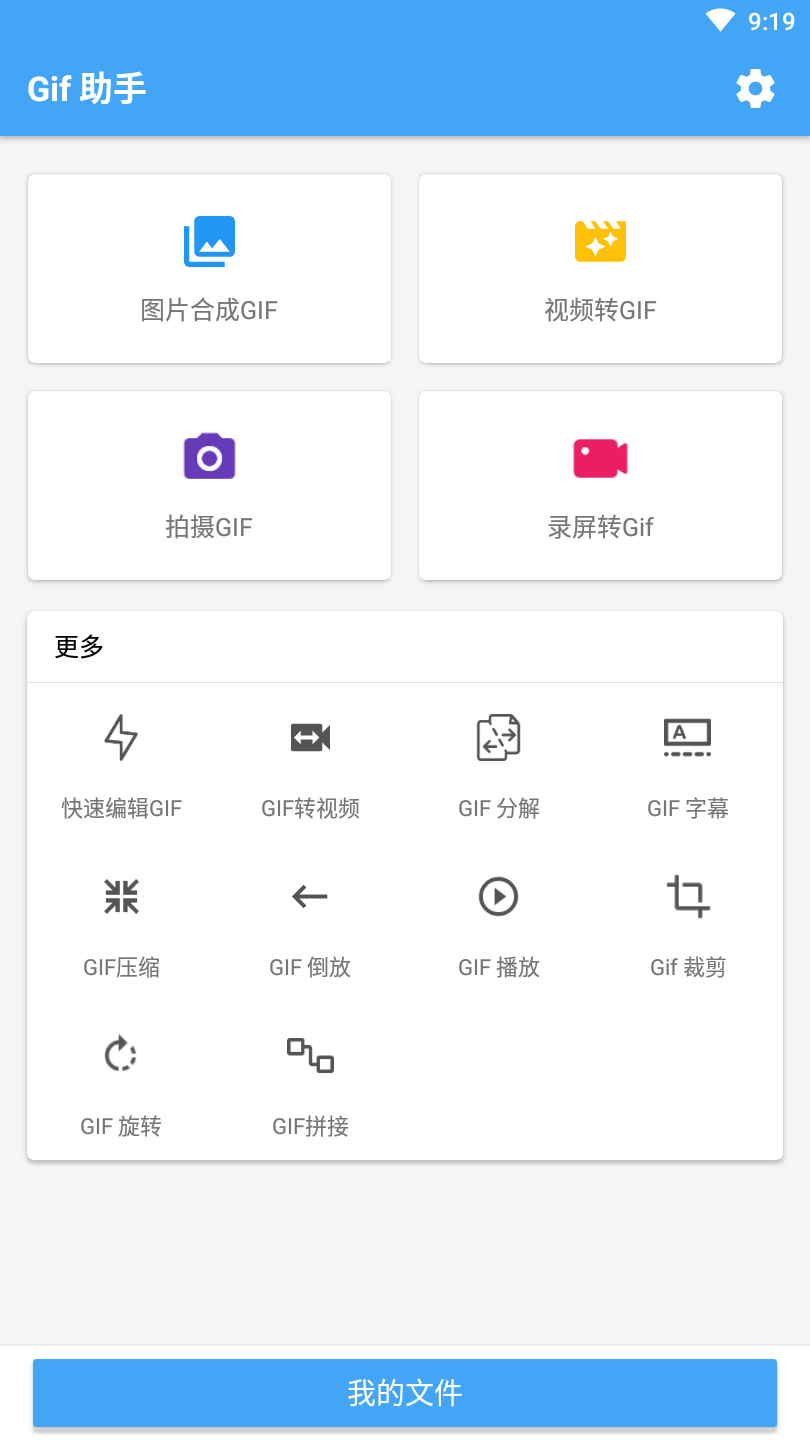 9:19
Gif 助手
图片合成GIF
视频转GIF
拍摄GIF
录屏转Gif
更多
快速编辑GIF
GIF转视频
GIF 分解
GIF 字幕
GIF压缩
GIF 倒放
GIF 播放
Gif 裁剪
GIF 旋转
GIF拼接
我的文件